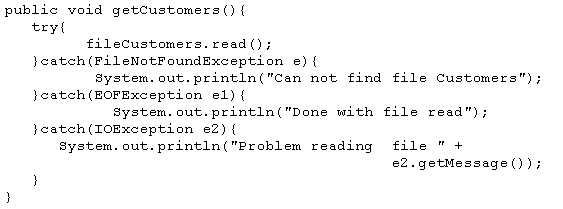 public void getCustomers(){
try{
fileCustomers.read();
}catch(FileNotFoundException e){
System.out.println("Can not find file Customers");
}catch(EOFException e1){
System.out.println("Done with file read");
}catch(IOException e2){
System.out.println("Problem reading  file " +
e2.getMessage());
}
}